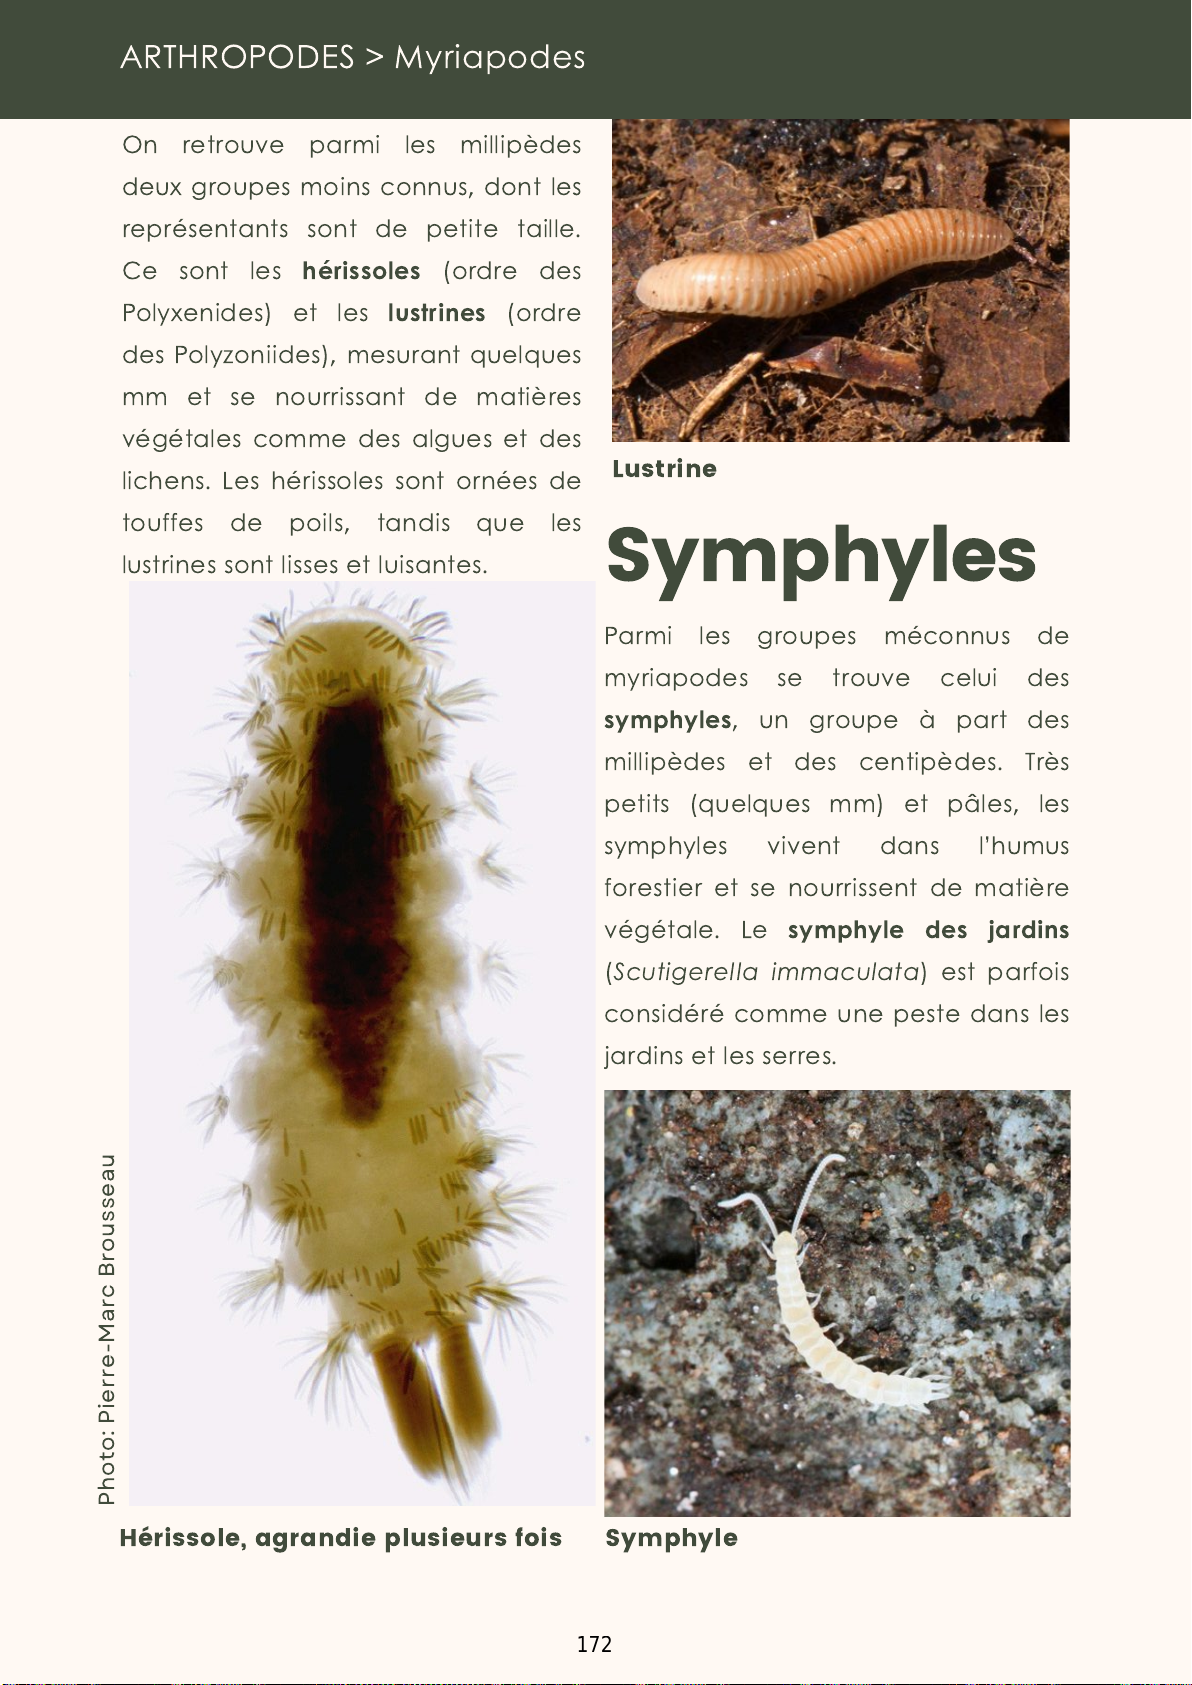 ARTHROPODES > Myriapodes
On retrouve parmi les millipèdes
deux groupes moins connus, dont les
représentants sont de petite taille.
Ce sont les hérissoles (ordre des
Polyxenides) et les lustrines (ordre
des Polyzoniides), mesurant quelques
mm et se nourrissant de matières
végétales comme des algues et des
lichens. Les hérissoles sont ornées de
touffes de poils, tandis que les
lustrines sont lisses et luisantes.
Photo: Pierre-Marc Brousseau
Hérissole, agrandie plusieurs fois
Lustrine
Symphyles
Parmi les groupes méconnus de
myriapodes se trouve celui des
symphyles, un groupe à part des
millipèdes et des centipèdes. Très
petits (quelques mm) et pâles, les
symphyles vivent dans l'humus
forestier et se nourrissent de matière
végétale. Le symphyle des jardins
(Scutigerella immaculata) est parfois
considéré comme une peste dans les
jardins et les serres.
Symphyle
172